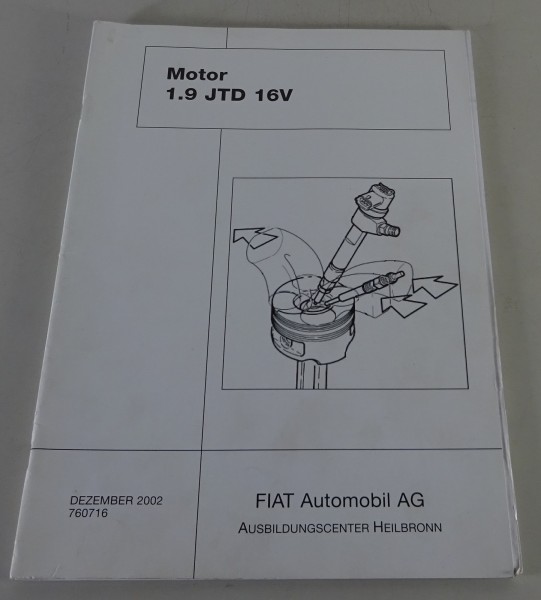 Motor
1.9 JTD 16V
DEZEMBER 2002
760716
FIAT Automobil AG
AUSBILDUNGSCENTER HEILBRONN